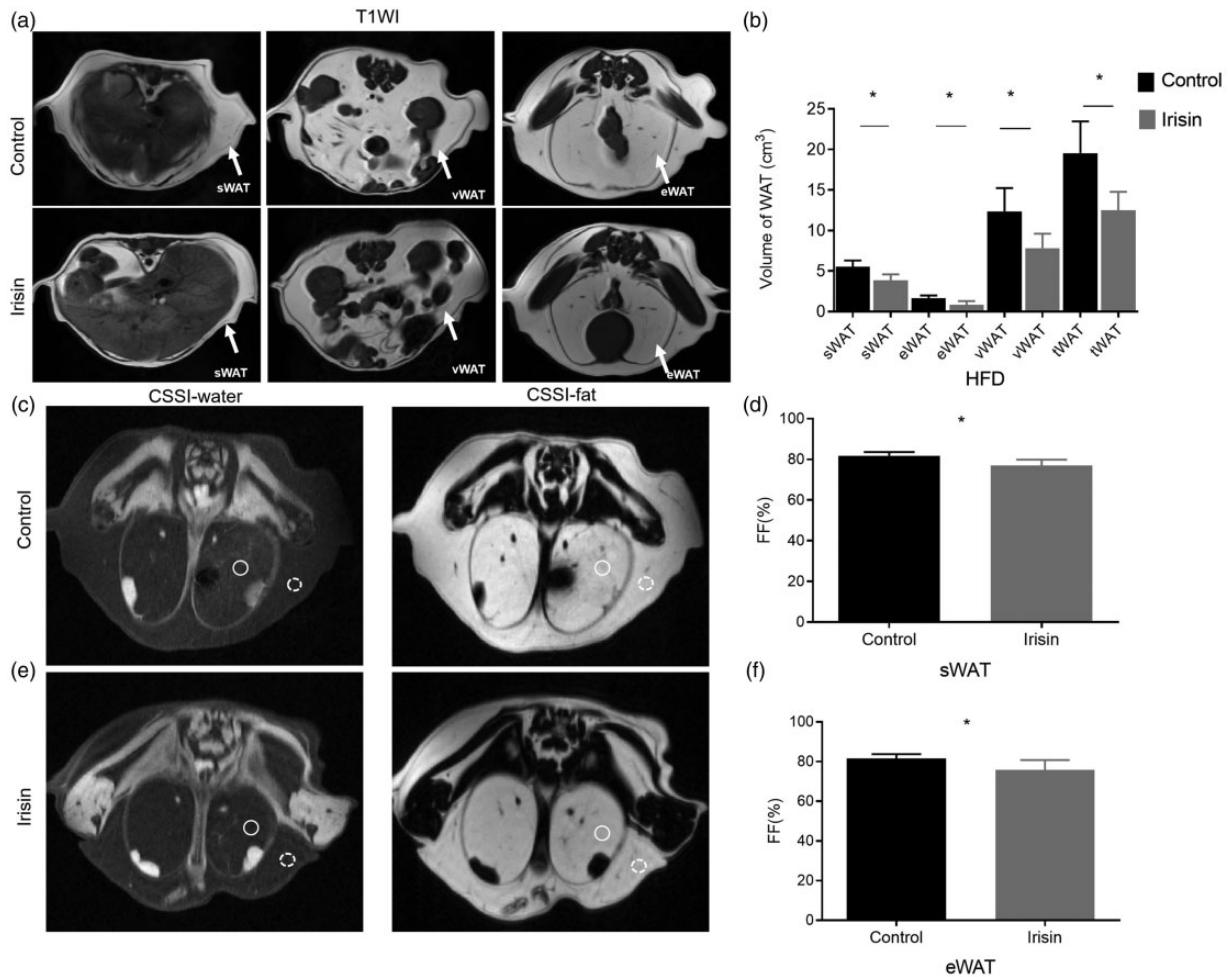 (a)
T1WI
Control
sWAT
vWAT
eWAT
Irisin
sWAT
vWAT
eWAT
(b)
Control
Irisin
* * * *
Volume of WAT (cm³)
25
20
15
10
5
0
sWAT sWAT eWAT eWAT vWAT vWAT tWAT tWAT
HFD
CSSI-water
CSSI-fat
(c)
Control
(d)
*
FF(%)
100
80
60
40
20
0
Control Irisin
sWAT
(e)
Irisin
(f)
*
FF(%)
100
80
60
40
20
0
Control Irisin
eWAT